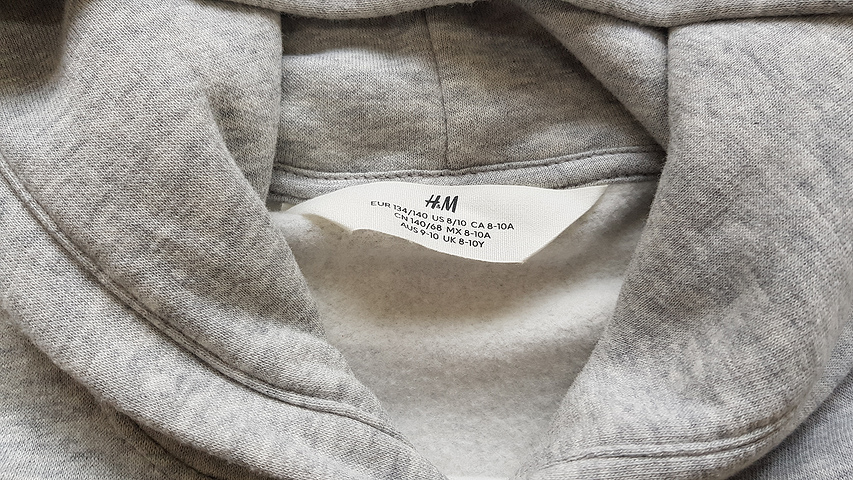 H&M
EUR 134/140 US 8/10 CA 8-10A
CN 140/68 MX 8-10A
AUS 9-10 UK 8-10Y